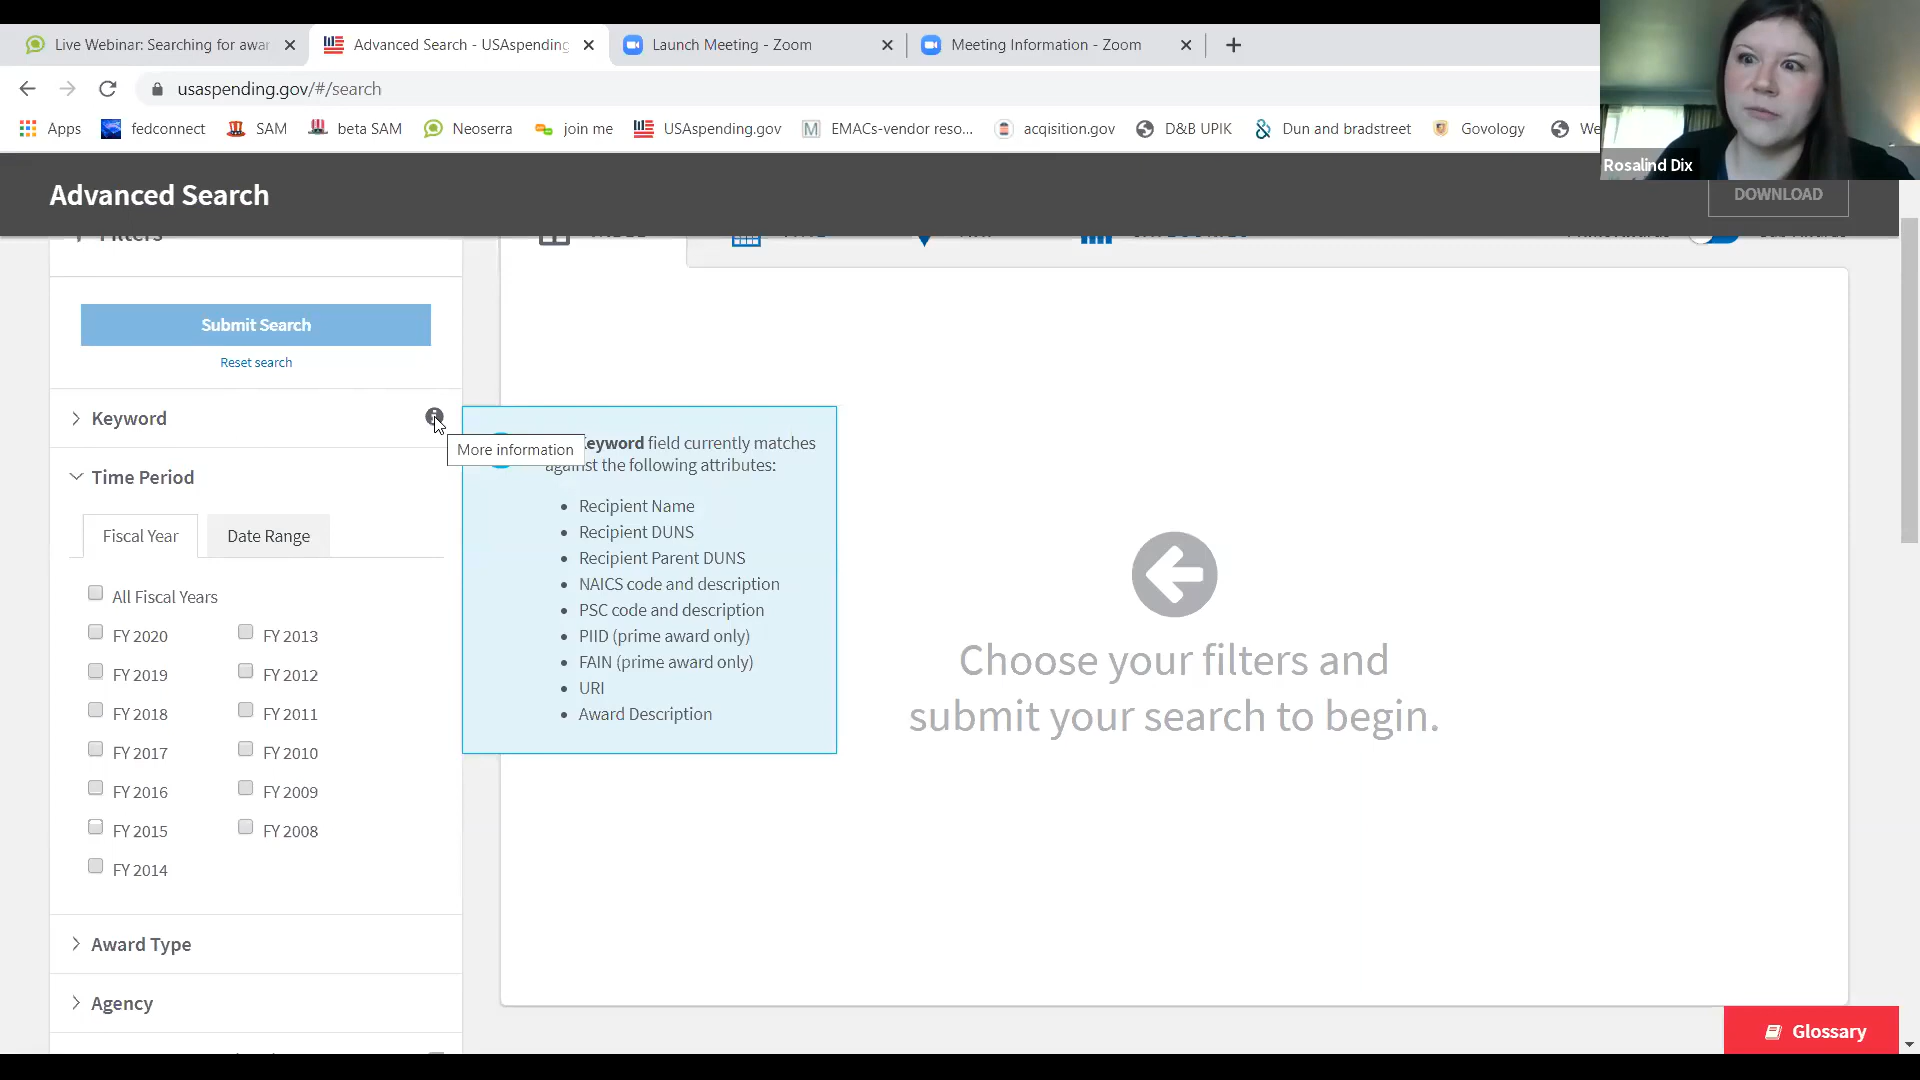 Live Webinar: Searching for awar
Advanced Search - USAspending
Launch Meeting - Zoom
Meeting Information - Zoom
usaspending.gov/#/search
Apps
fedconnect
SAM
beta SAM
Neoserra
join me
USAspending.gov
EMACs-vendor reso...
acqisition.gov
D&B UPIK
Dun and bradstreet
Govology
We
Rosalind Dix
Advanced Search
DOWNLOAD
Filters
Submit Search
Reset search
Keyword
More information
eyword field currently matches
against the following attributes:
• Recipient Name
• Recipient DUNS
• Recipient Parent DUNS
• NAICS code and description
• PSC code and description
• PIID (prime award only)
• FAIN (prime award only)
• URI
• Award Description
Time Period
Fiscal Year
Date Range
All Fiscal Years
FY 2020
FY 2013
FY 2019
FY 2012
FY 2018
FY 2011
FY 2017
FY 2010
FY 2016
FY 2009
FY 2015
FY 2008
FY 2014
Award Type
Agency
Choose your filters and
submit your search to begin.
Glossary